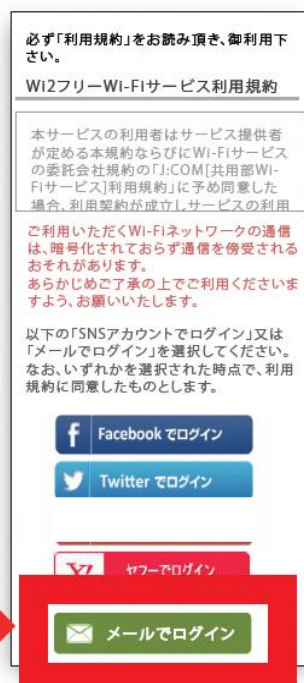 必ず「利用規約」をお読み頂き、御利用下
さい。
Wi2フリーWi-Fiサービス利用規約
本サービスの利用者はサービス提供者
が定める本規約ならびにWi-Fiサービス
の委託会社規約の「J:COM[共用部Wi-
Fiサービス]利用規約」に予め同意した
場合、利用契約が成立しサービスの利用
ご利用いただくWi-Fiネットワークの通信
は、暗号化されておらず通信を傍受される
おそれがあります。
あらかじめご了承の上でご利用くださいま
すよう、お願いいたします。
以下の「SNSアカウントでログイン」又は
「メールでログイン」を選択してください。
なお、いずれかを選択された時点で、利用
規約に同意したものとします。
f Facebook でログイン
Twitter でログイン
Y! ヤフーでログイン
メールでログイン